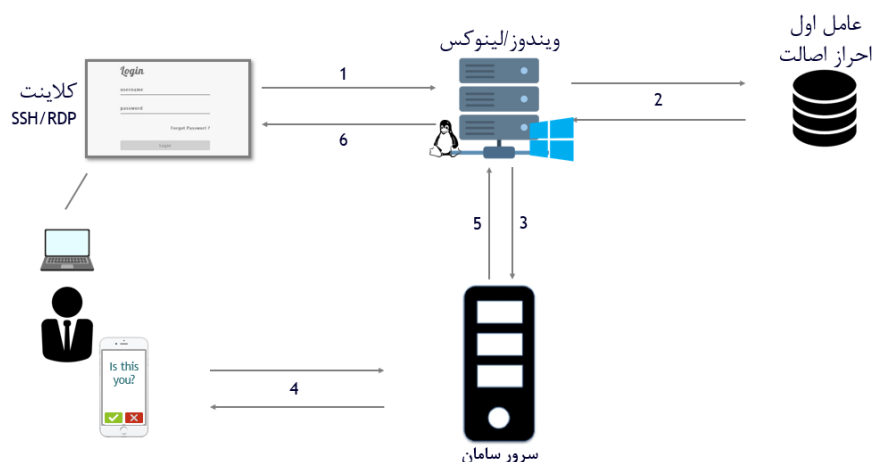 عامل اول
احراز اصالت
ویندوز/لینوکس
کلاینت
SSH/RDP
Login
username
password
Forgot Password ?
Login
1
2
6
5
3
4
Is this
you?
سرور سامان